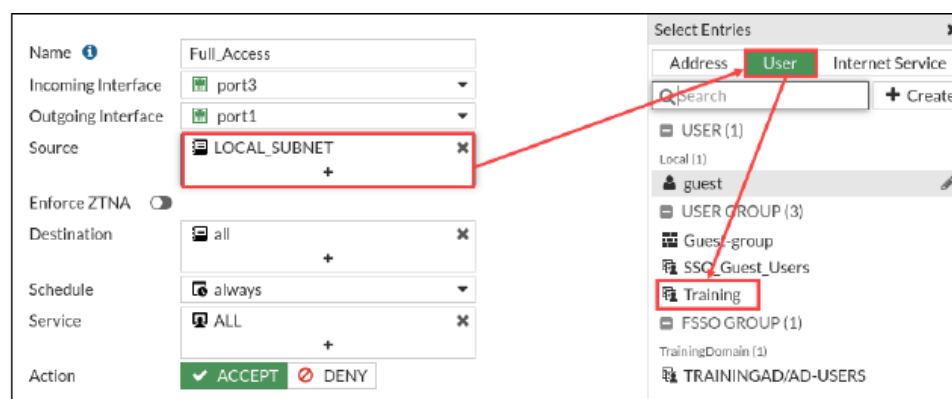 Name
Full_Access
Incoming Interface
port3
Outgoing Interface
port1
Source
LOCAL_SUBNET
+
Enforce ZTNA
Destination
all
+
Schedule
always
Service
ALL
+
Action
ACCEPT
DENY
Select Entries
Address
User
Internet Service
Search
+ Create
USER (1)
Local (1)
guest
USER GROUP (3)
Guest-group
SSO_Guest_Users
Training
FSSO GROUP (1)
TrainingDomain (1)
TRAININGAD/AD-USERS